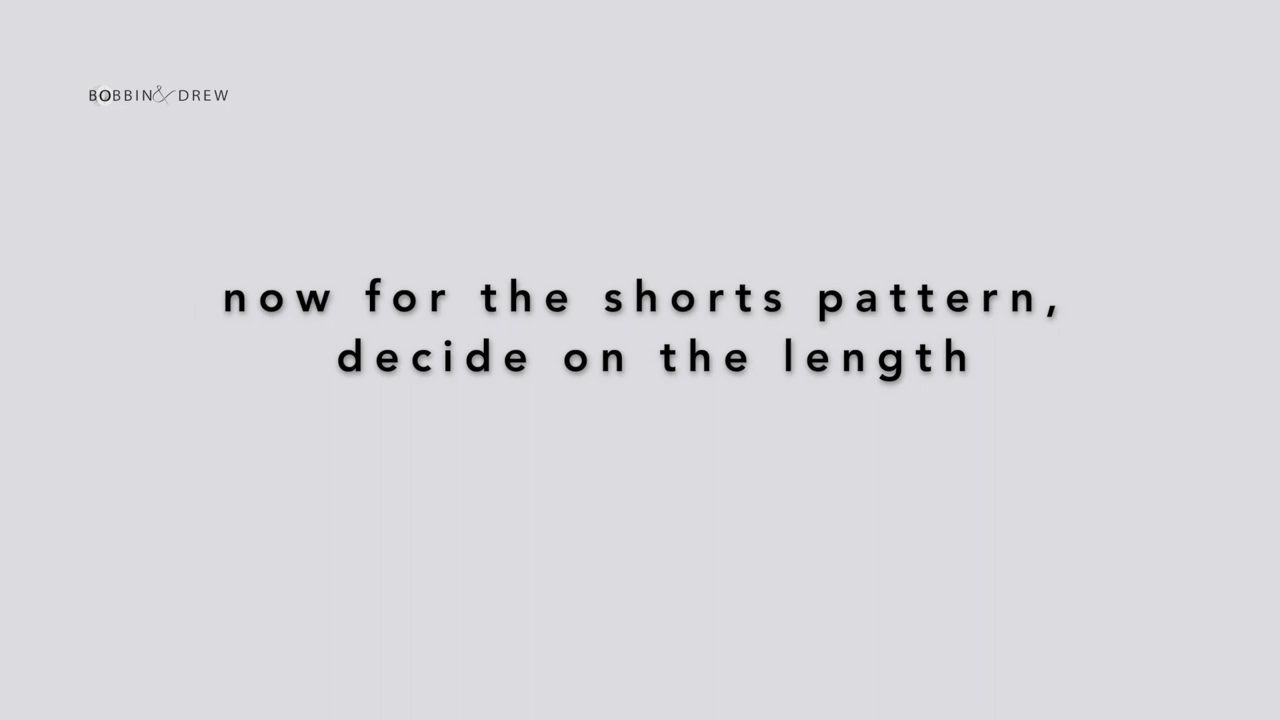 BOBBIN & DREW
now for the shorts pattern,
decide on the length